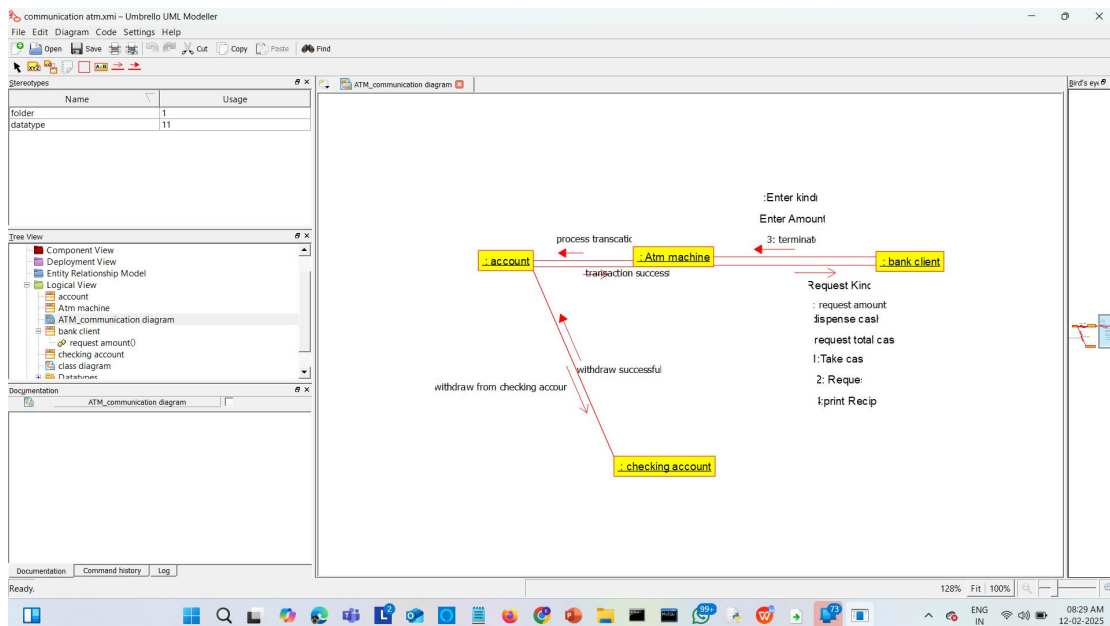 communication atm.xmi – Umbrello UML Modeller
File Edit Diagram Code Settings Help
Open Save Cut Copy Paste Find
Stereotypes
Name Usage
folder 1
datatype 11
Tree View
Component View
Deployment View
Entity Relationship Model
Logical View
account
Atm machine
ATM_communication diagram
bank client
request amount()
checking account
class diagram
Datatypes
Documentation
ATM_communication diagram
Documentation Command history Log
Ready.
ATM_communication diagram
Bird's eye
:Enter kind
Enter Amount
3: terminat
process transcatic
: account
: Atm machine
: bank client
transaction success
Request Kind
: request amount
dispense cash
request total cas
:Take cas
2: Reque
:print Recip
withdraw successful
withdraw from checking accour
: checking account
128% Fit 100%
2
99+
73
ENG
IN
08:29 AM
12-02-2025